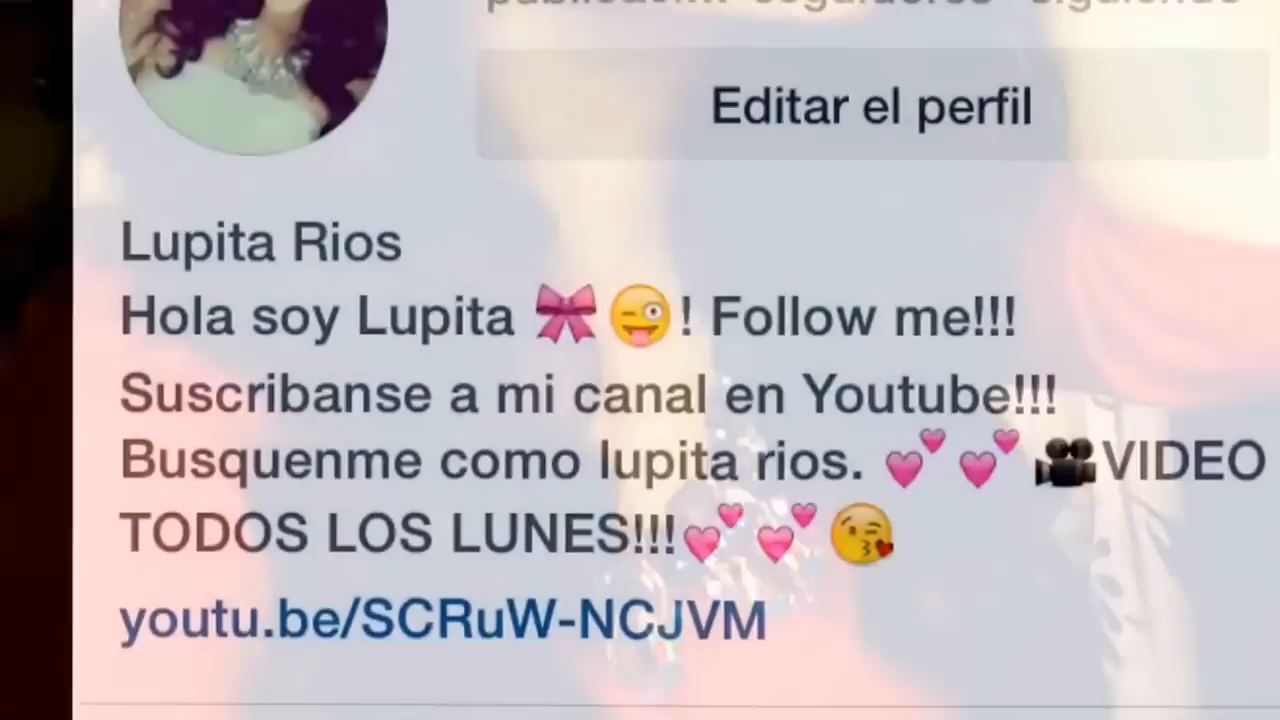 Editar el perfil
Lupita Rios
Hola soy Lupita 🎀😜! Follow me!!!
Suscribanse a mi canal en Youtube!!!
Busquenme como lupita rios. 💕💕🎥VIDEO
TODOS LOS LUNES!!!💕💕😘
youtu.be/SCRuW-NCJVM